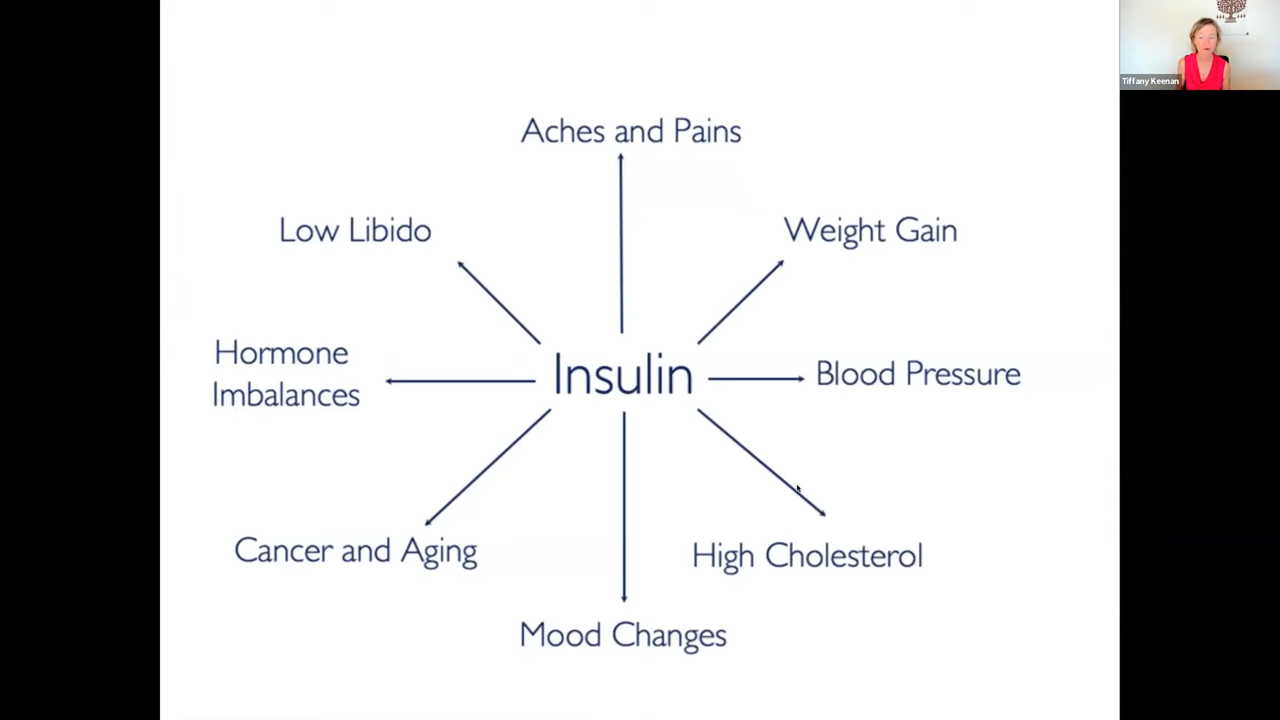 Tiffany Keenan
Aches and Pains
Low Libido
Weight Gain
Hormone
Imbalances
Insulin
Blood Pressure
Cancer and Aging
High Cholesterol
Mood Changes